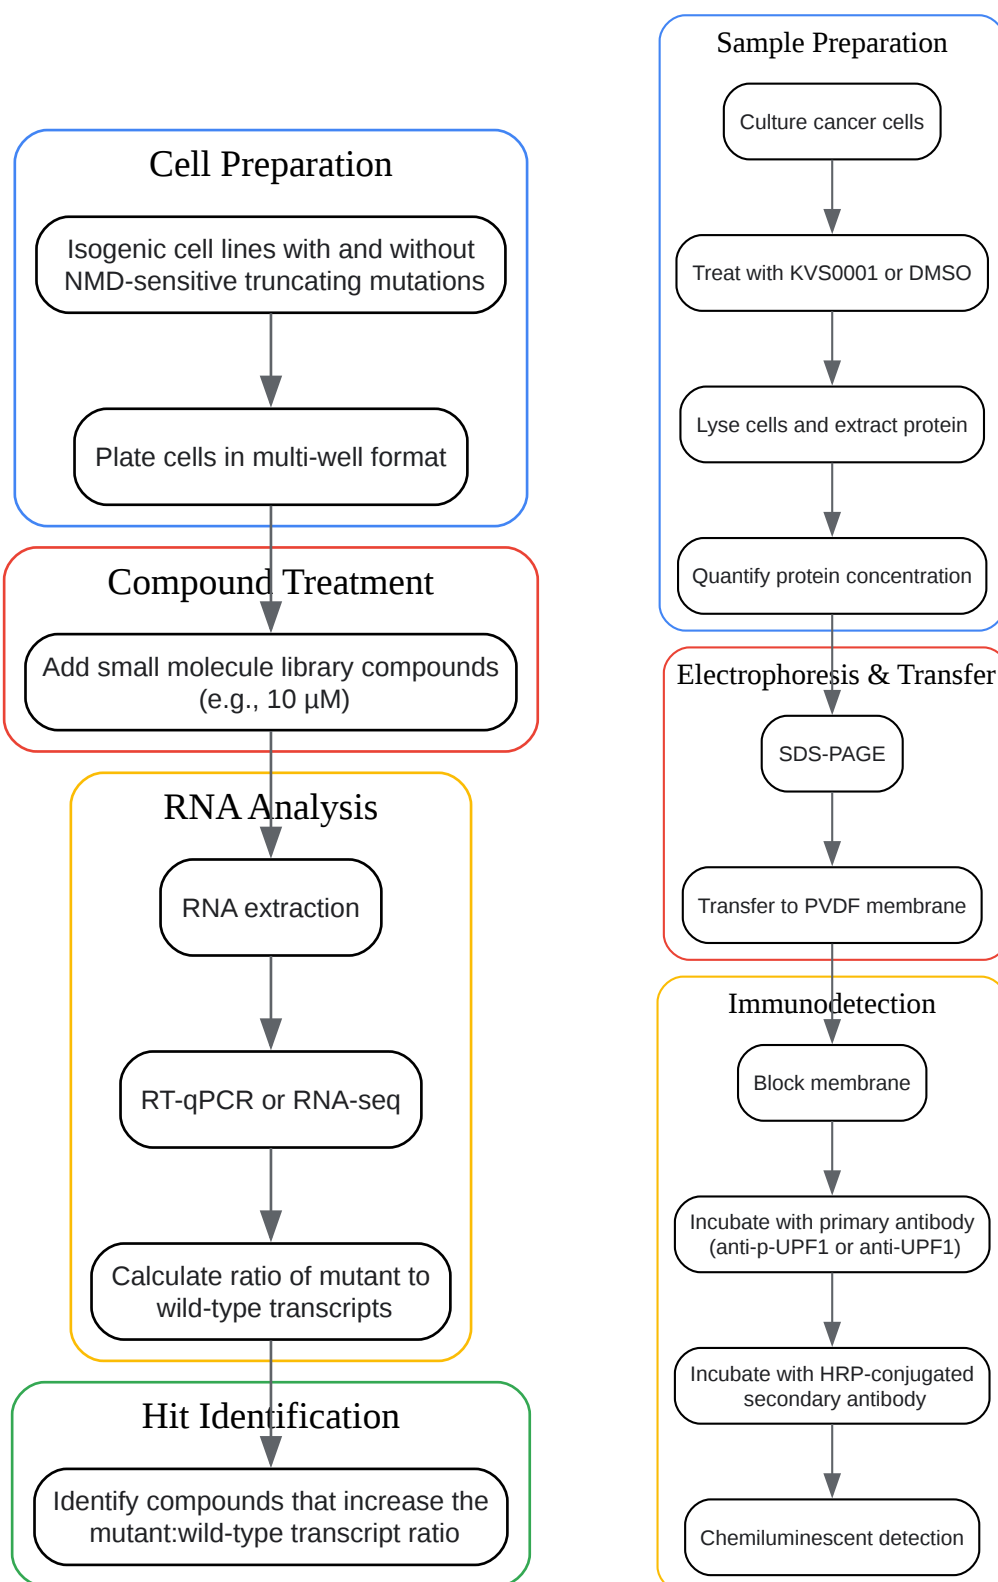 Cell Preparation
Isogenic cell lines with and without
NMD-sensitive truncating mutations
Plate cells in multi-well format
Compound Treatment
Add small molecule library compounds
(e.g., 10 µM)
RNA Analysis
RNA extraction
RT-qPCR or RNA-seq
Calculate ratio of mutant to
wild-type transcripts
Hit Identification
Identify compounds that increase the
mutant:wild-type transcript ratio
Sample Preparation
Culture cancer cells
Treat with KVS0001 or DMSO
Lyse cells and extract protein
Quantify protein concentration
Electrophoresis & Transfer
SDS-PAGE
Transfer to PVDF membrane
Immunodetection
Block membrane
Incubate with primary antibody
(anti-p-UPF1 or anti-UPF1)
Incubate with HRP-conjugated
secondary antibody
Chemiluminescent detection